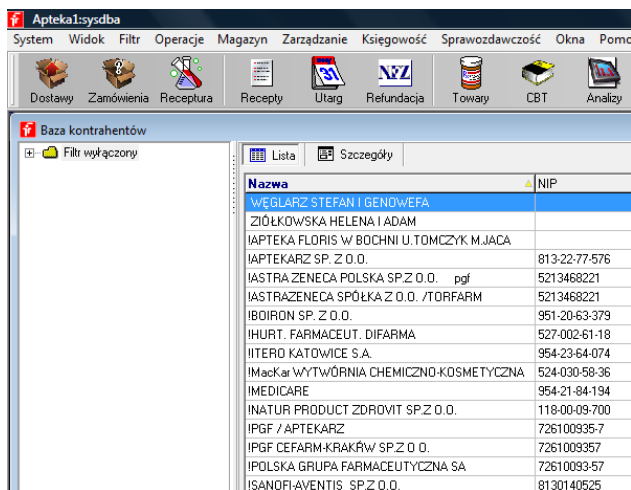 Apteka1:sysdba
System Widok Filtr Operacje Magazyn Zarządzanie Księgowość Sprawozdawczość Okna Pomo
31 NFZ
Dostawy Zamówienia Receptura Recepty Utarg Refundacja Towary CBT Analizy
Baza kontrahentów
Filtr wyłączony
Lista Szczegóły
Nazwa NIP
WĘGLARZ STEFAN I GENOWEFA
ZIÓŁKOWSKA HELENA I ADAM
!APTEKA FLORIS W BOCHNI U.TOMCZYK M.JACA
!APTEKARZ SP. Z O.O. 813-22-77-576
!ASTRA ZENECA POLSKA SP.Z O.O. pgf 5213468221
!ASTRAZENECA SPÓŁKA Z O.O. /TORFARM 5213468221
!BOIRON SP. Z O.O. 951-20-63-379
!HURT. FARMACEUT. DIFARMA 527-002-61-18
!ITERO KATOWICE S.A. 954-23-64-074
!MacKar WYTWÓRNIA CHEMICZNO-KOSMETYCZNA 524-030-58-36
!MEDICARE 954-21-84-194
!NATUR PRODUCT ZDROVIT SP.Z O.O. 118-00-09-700
!PGF / APTEKARZ 726100935-7
!PGF CEFARM-KRAKŔW SP.Z O O. 7261009357
!POLSKA GRUPA FARMACEUTYCZNA SA 72610093-57
!SANOFI-AVENTIS SP.Z O.O. 8130140525